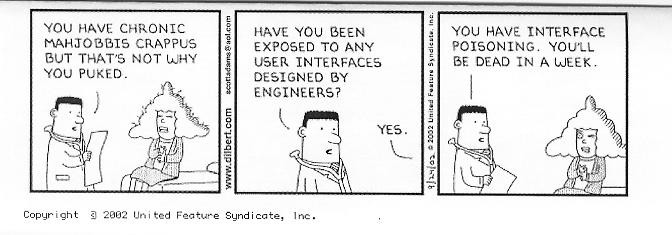 YOU HAVE CHRONIC
MAHJOBBIS CRAPPUS
BUT THAT'S NOT WHY
YOU PUKED.
www.dilbert.com
scottadams@aol.com
HAVE YOU BEEN
EXPOSED TO ANY
USER INTERFACES
DESIGNED BY
ENGINEERS?
YES.
9/24/02 © 2002 United Feature Syndicate, Inc.
YOU HAVE INTERFACE
POISONING. YOU'LL
BE DEAD IN A WEEK.
Copyright © 2002 United Feature Syndicate, Inc.